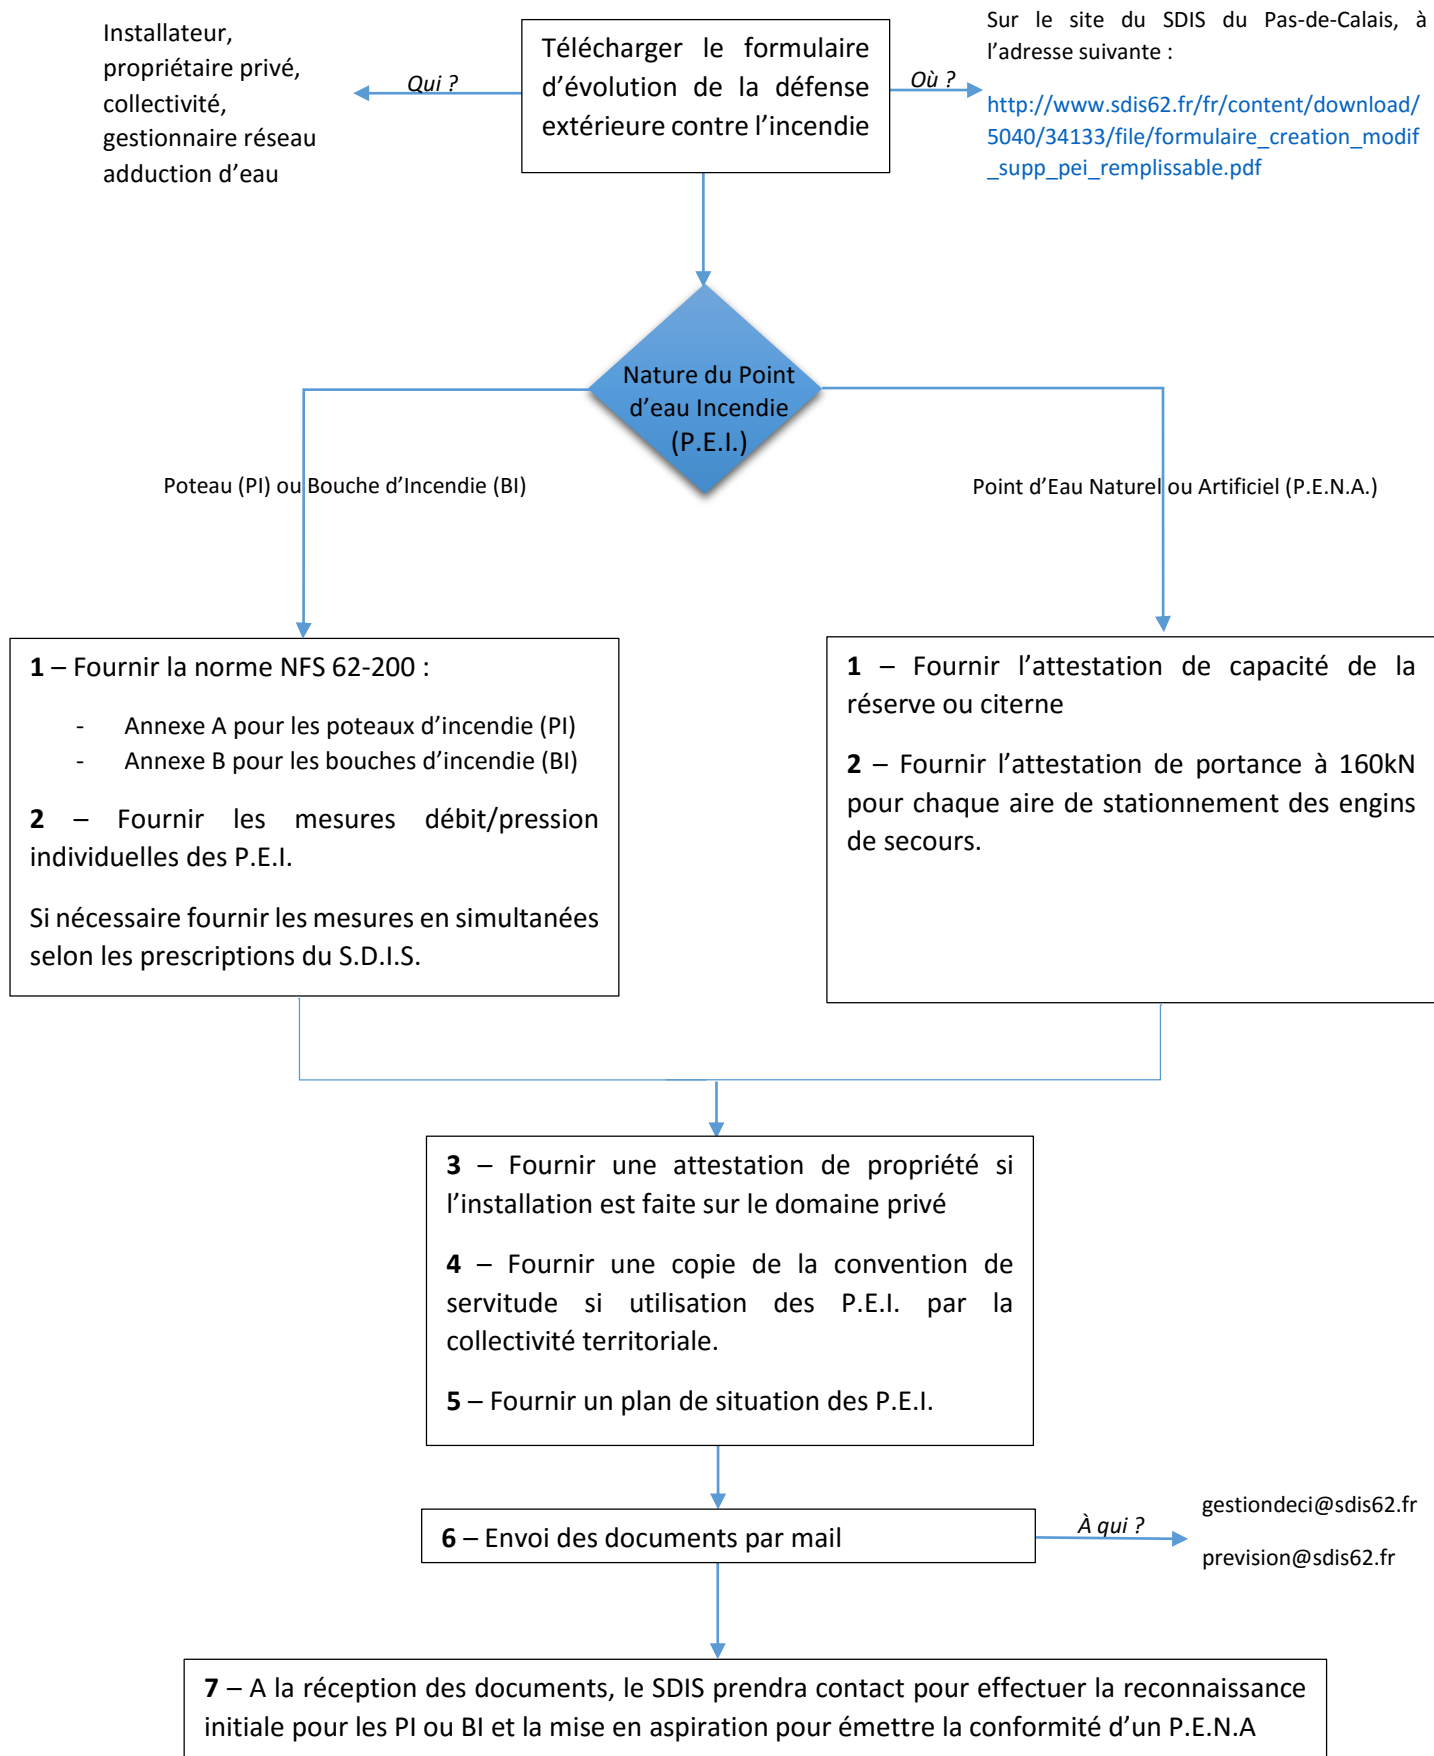 Installateur,
propriétaire privé,
collectivité,
gestionnaire réseau
adduction d'eau
Qui ?
Télécharger le formulaire
d'évolution de la défense
extérieure contre l'incendie
Où ?
Sur le site du SDIS du Pas-de-Calais, à
l'adresse suivante :
http://www.sdis62.fr/fr/content/download/
5040/34133/file/formulaire_creation_modif
_supp_pei_remplissable.pdf
Nature du Point
d'eau Incendie
(P.E.I.)
Poteau (PI) ou Bouche d'Incendie (BI)
Point d'Eau Naturel ou Artificiel (P.E.N.A.)
1 – Fournir la norme NFS 62-200 :
- Annexe A pour les poteaux d'incendie (PI)
- Annexe B pour les bouches d'incendie (BI)
2 – Fournir les mesures débit/pression
individuelles des P.E.I.
Si nécessaire fournir les mesures en simultanées
selon les prescriptions du S.D.I.S.
1 – Fournir l'attestation de capacité de la
réserve ou citerne
2 – Fournir l'attestation de portance à 160kN
pour chaque aire de stationnement des engins
de secours.
3 – Fournir une attestation de propriété si
l'installation est faite sur le domaine privé
4 – Fournir une copie de la convention de
servitude si utilisation des P.E.I. par la
collectivité territoriale.
5 – Fournir un plan de situation des P.E.I.
6 – Envoi des documents par mail
À qui ?
gestiondeci@sdis62.fr
prevision@sdis62.fr
7 – A la réception des documents, le SDIS prendra contact pour effectuer la reconnaissance
initiale pour les PI ou BI et la mise en aspiration pour émettre la conformité d'un P.E.N.A